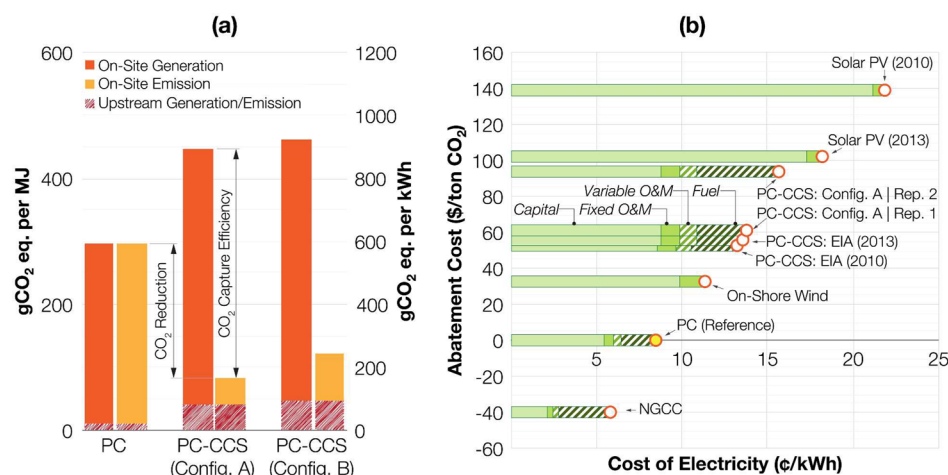 (a)
600
1200
On-Site Generation
On-Site Emission
Upstream Generation/Emission
1000
450
800
300
600
400
150
200
0
0
gCO₂ eq. per MJ
gCO₂ eq. per kWh
CO₂ Reduction
CO₂ Capture Efficiency
PC
PC-CCS
(Config. A)
PC-CCS
(Config. B)
(b)
160
140
120
100
80
60
40
20
0
-20
-40
-60
Abatement Cost ($/ton CO₂)
Solar PV (2010)
Solar PV (2013)
Variable O&M
Fuel
Capital
Fixed O&M
PC-CCS: Config. A | Rep. 2
PC-CCS: Config. A | Rep. 1
PC-CCS: EIA (2013)
PC-CCS: EIA (2010)
On-Shore Wind
PC (Reference)
5
10
15
20
25
NGCC
Cost of Electricity (¢/kWh)